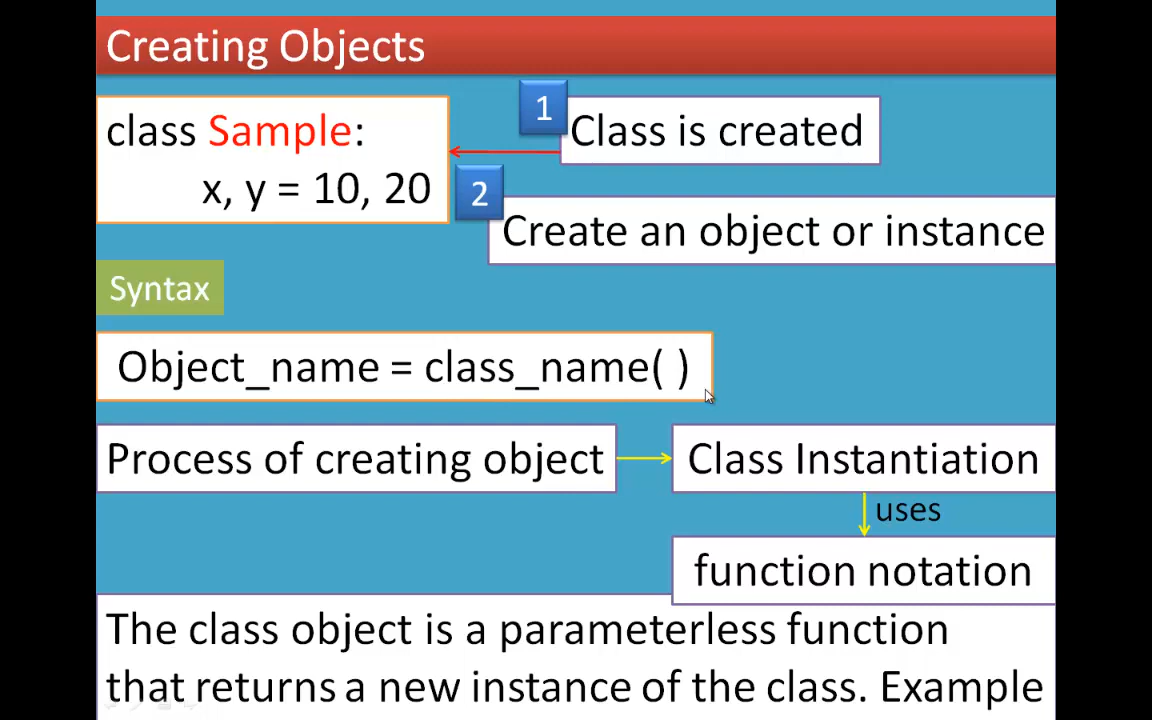 Creating Objects
class Sample:
x, y = 10, 20
1
Class is created
2
Create an object or instance
Syntax
Object_name = class_name( )
Process of creating object
Class Instantiation
uses
function notation
The class object is a parameterless function
that returns a new instance of the class. Example